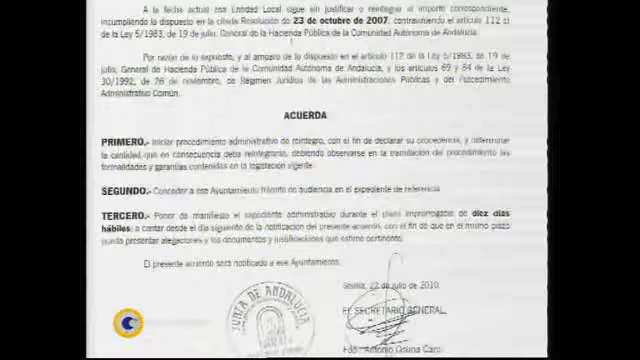 A la fecha actual esa Entidad Local sigue sin justificar o reintegrar el importe correspondiente,
incumpliendo la dispuesto en la citada Resolución de 23 de octubre de 2007, contraviniendo el artículo 112 c)
de la Ley 5/1983, de 19 de julio, General de la Hacienda Pública de la Comunidad Autónoma de Andalucía.
Por razón de lo expuesto, y al amparo de lo dispuesto en el artículo 112 de la Ley 5/1983, de 19 de
julio, General de Hacienda Pública de la Comunidad Autónoma de Andalucía, y los artículos 69 y 84 de la Ley
30/1992, de 26 de noviembre, de Régimen Jurídico de las Administraciones Públicas y del Procedimiento
Administrativo Común,
ACUERDA
PRIMERO.- Iniciar procedimiento administrativo de reintegro, con el fin de declarar su procedencia, y determinar
la cantidad que en consecuencia deba reintegrarse, debiendo observarse en la tramitación del procedimiento las
formalidades y garantías contenidas en la legislación vigente.
SEGUNDO.- Conceder a ese Ayuntamiento trámite de audiencia en el expediente de referencia
TERCERO.- Poner de manifiesto el expediente administrativo durante el plazo improrrogable de diez días
hábiles, a contar desde el día siguiente de la notificación del presente acuerdo, con el fin de que en el mismo plazo
pueda presentar alegaciones y los documentos y justificaciones que estime pertinente.
El presente acuerdo será notificado a ese Ayuntamiento.
Sevilla, 22 de julio de 2010
JUNTA DE ANDALUCIA
EL SECRETARIO GENERAL
Fdo.: Antonio Caro